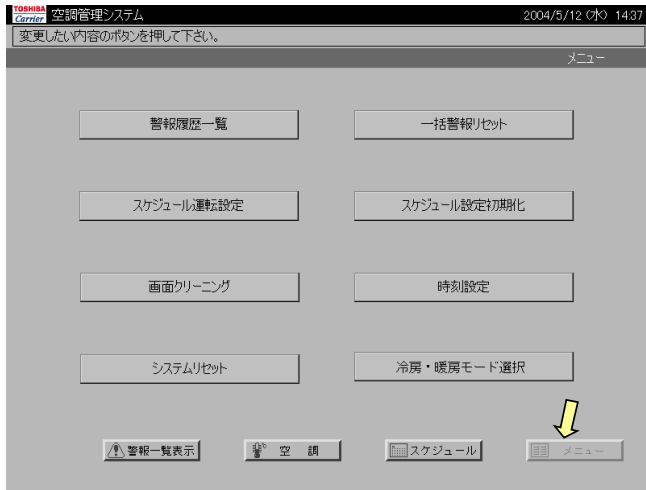 TOSHIBA
Carrier 空調管理システム 2004/5/12 (水) 14:37
変更したい内容のボタンを押して下さい。
メニュー
警報履歴一覧 一括警報リセット
スケジュール運転設定 スケジュール設定初期化
画面クリーニング 時刻設定
システムリセット 冷房・暖房モード選択
警報一覧表示 空 調 スケジュール メニュー